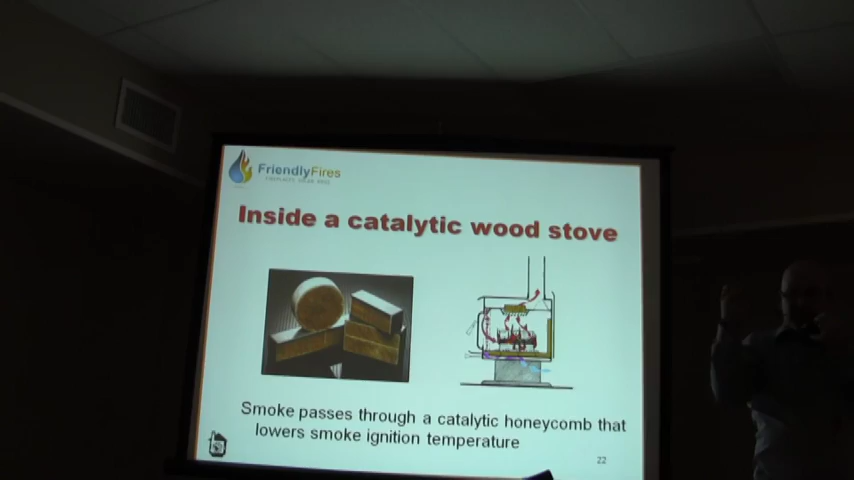 FriendlyFires
Inside a catalytic wood stove
Smoke passes through a catalytic honeycomb that
lowers smoke ignition temperature
22